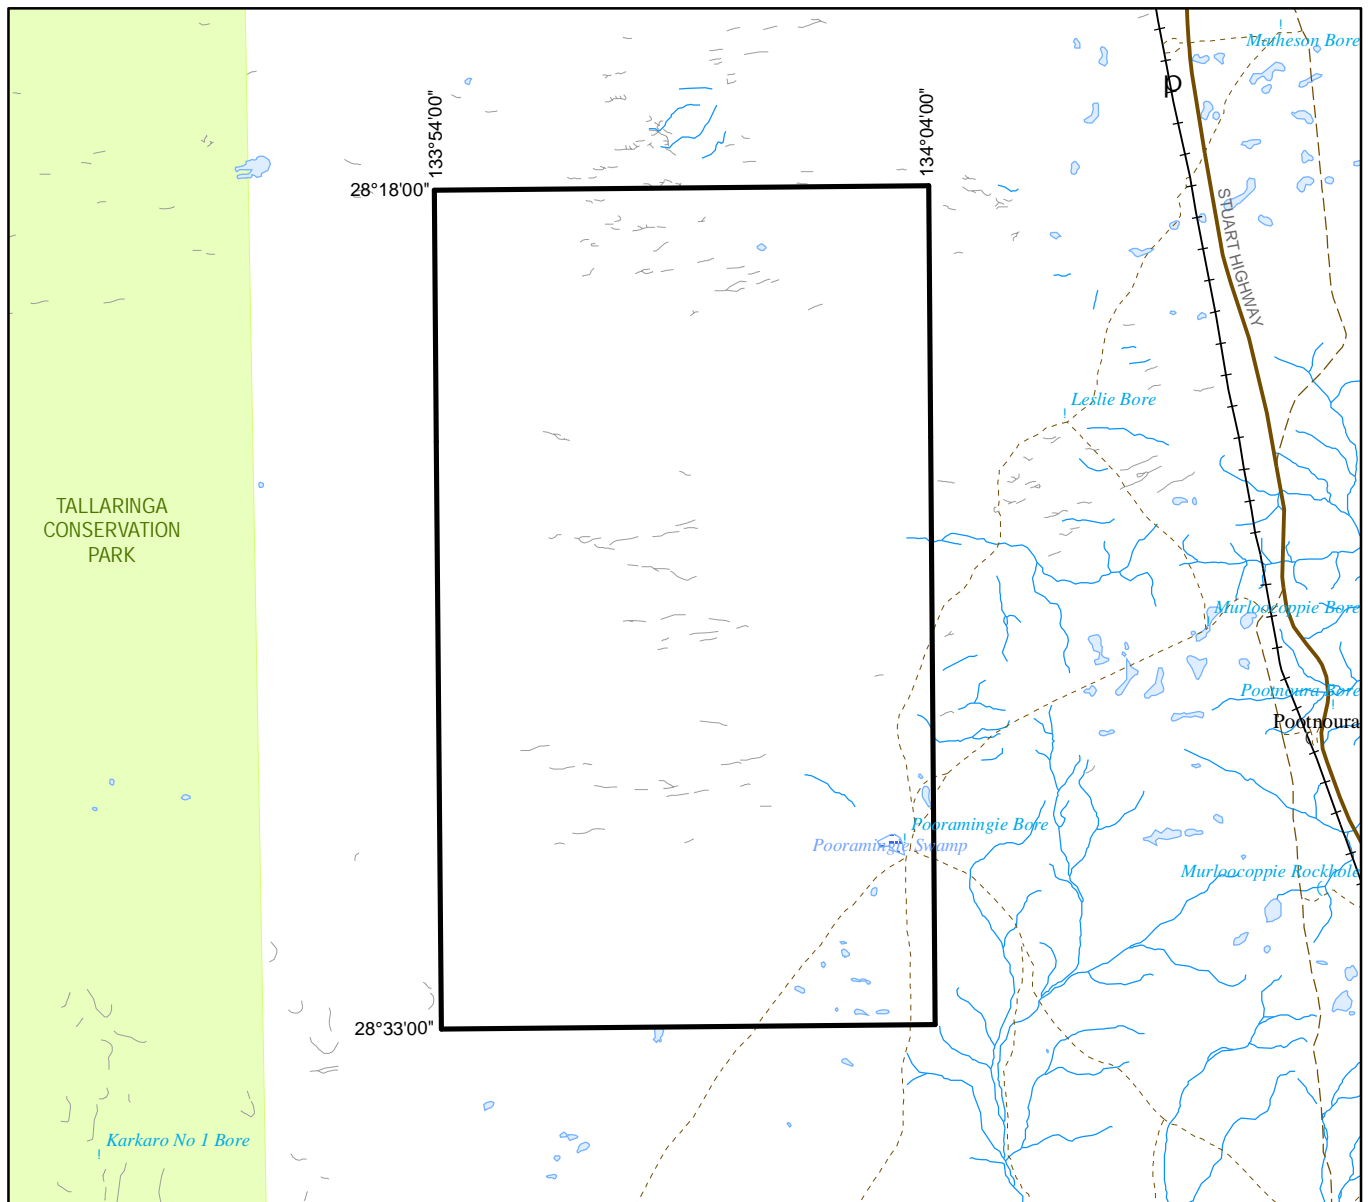 Matheson Bore
p
133°54'00"
134°04'00"
28°18'00"
STUART HIGHWAY
Leslie Bore
TALLARINGA
CONSERVATION
PARK
Murloocoppie Bore
Pootnoura Bore
Pootnoura
Pooramingie Bore
Pooramingie Swamp
Murloocoppie Rockhole
28°33'00"
Karkaro No 1 Bore